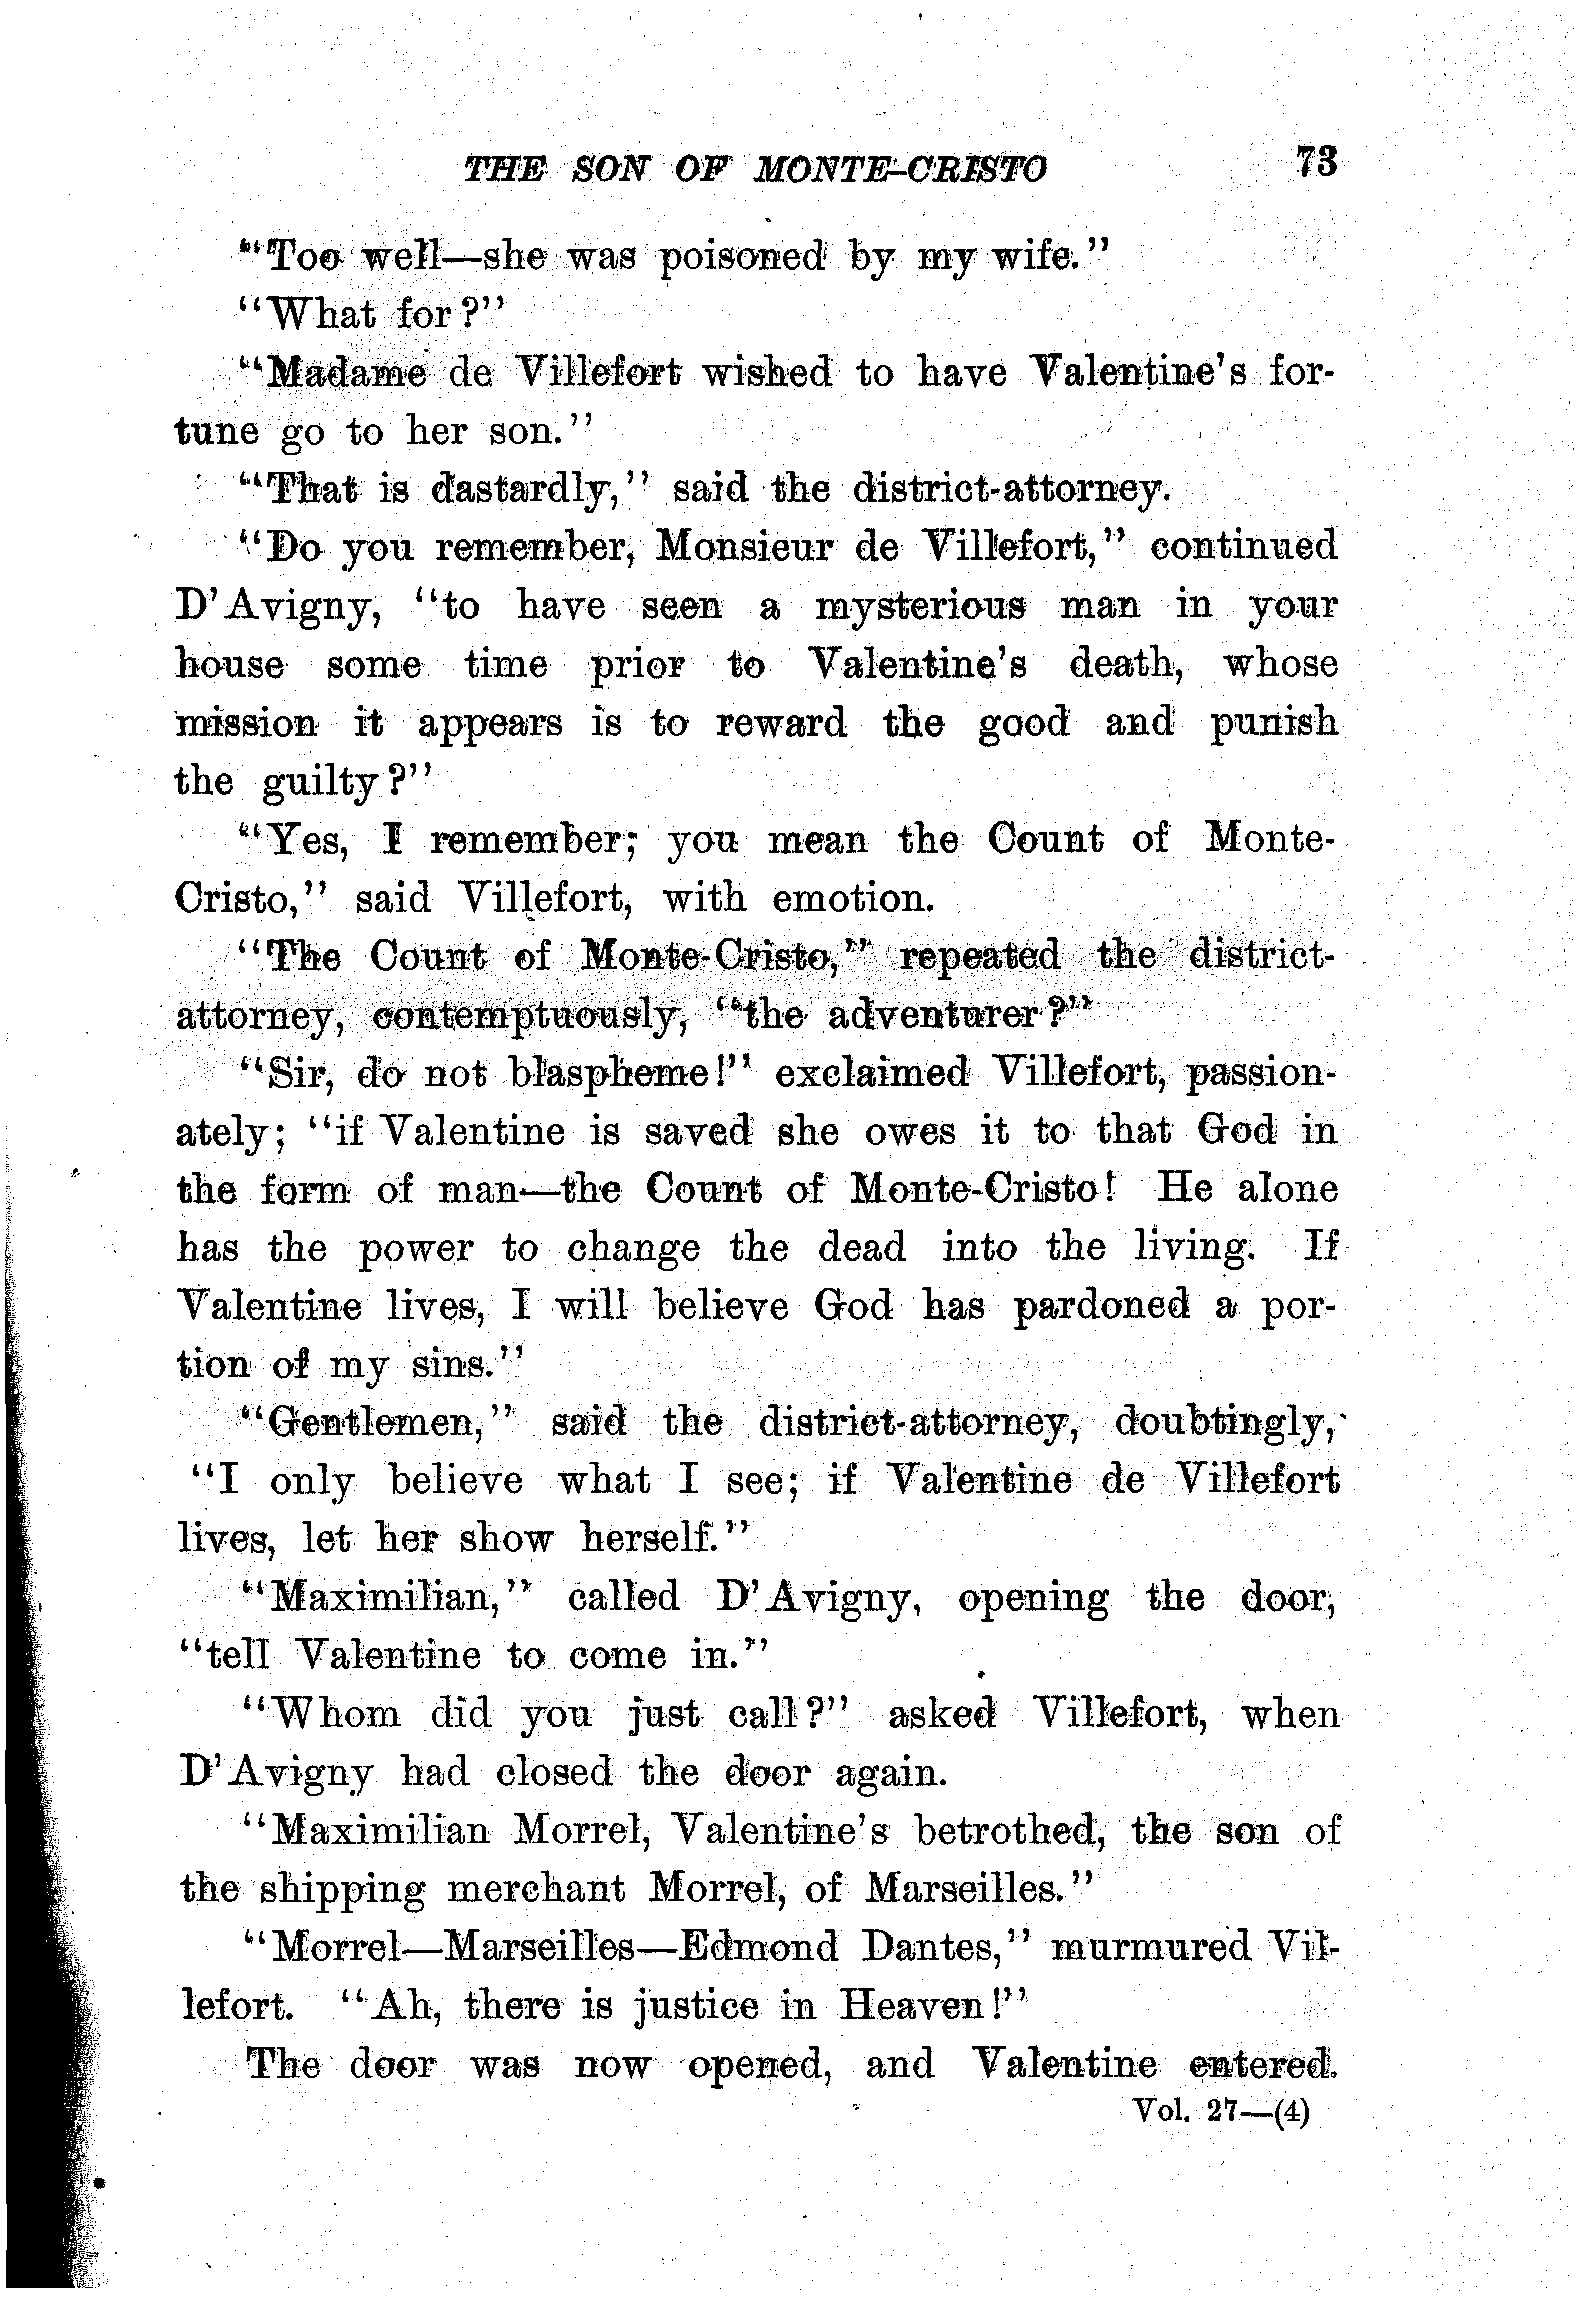 THE SON OF MONTE-CRISTO 73
"Too well—she was poisoned by my wife."
"What for?"
"Madame de Villefort wished to have Valentine's for-
tune go to her son."
"That is dastardly," said the district-attorney.
"Do you remember, Monsieur de Villefort," continued
D'Avigny, "to have seen a mysterious man in your
house some time prior to Valentine's death, whose
mission it appears is to reward the good and punish
the guilty?"
"Yes, I remember; you mean the Count of Monte-
Cristo," said Villefort, with emotion.
"The Count of Monte-Cristo," repeated the district-
attorney, contemptuously, "the adventurer?"
"Sir, do not blaspheme!" exclaimed Villefort, passion-
ately; "if Valentine is saved she owes it to that God in
the form of man—the Count of Monte-Cristo! He alone
has the power to change the dead into the living. If
Valentine lives, I will believe God has pardoned a por-
tion of my sins."
"Gentlemen," said the district-attorney, doubtingly,
"I only believe what I see; if Valentine de Villefort
lives, let her show herself."
"Maximilian," called D'Avigny, opening the door,
"tell Valentine to come in."
"Whom did you just call?" asked Villefort, when
D'Avigny had closed the door again.
"Maximilian Morrel, Valentine's betrothed, the son of
the shipping merchant Morrel, of Marseilles."
"Morrel—Marseilles—Edmond Dantes," murmured Vil-
lefort. "Ah, there is justice in Heaven!"
The door was now opened, and Valentine entered.
Vol. 27—(4)